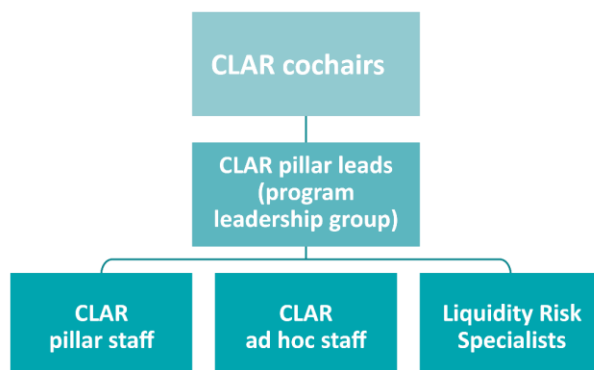 CLAR cochairs
CLAR pillar leads
(program
leadership group)
CLAR
pillar staff
CLAR
ad hoc staff
Liquidity Risk
Specialists